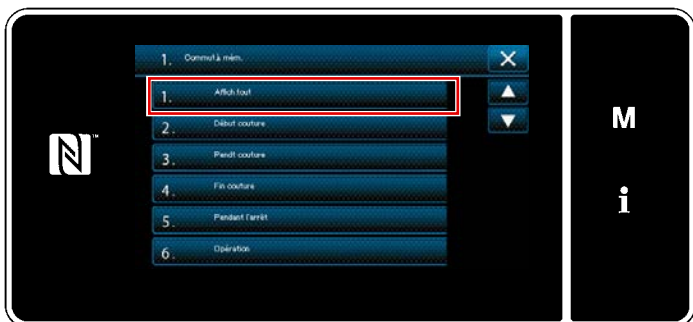 1. Commut à mém.
1. Affich tout
2. Début couture
3. Pendt couture
4. Fin couture
5. Pendant l'arrêt
6. Opération
M
i
N™